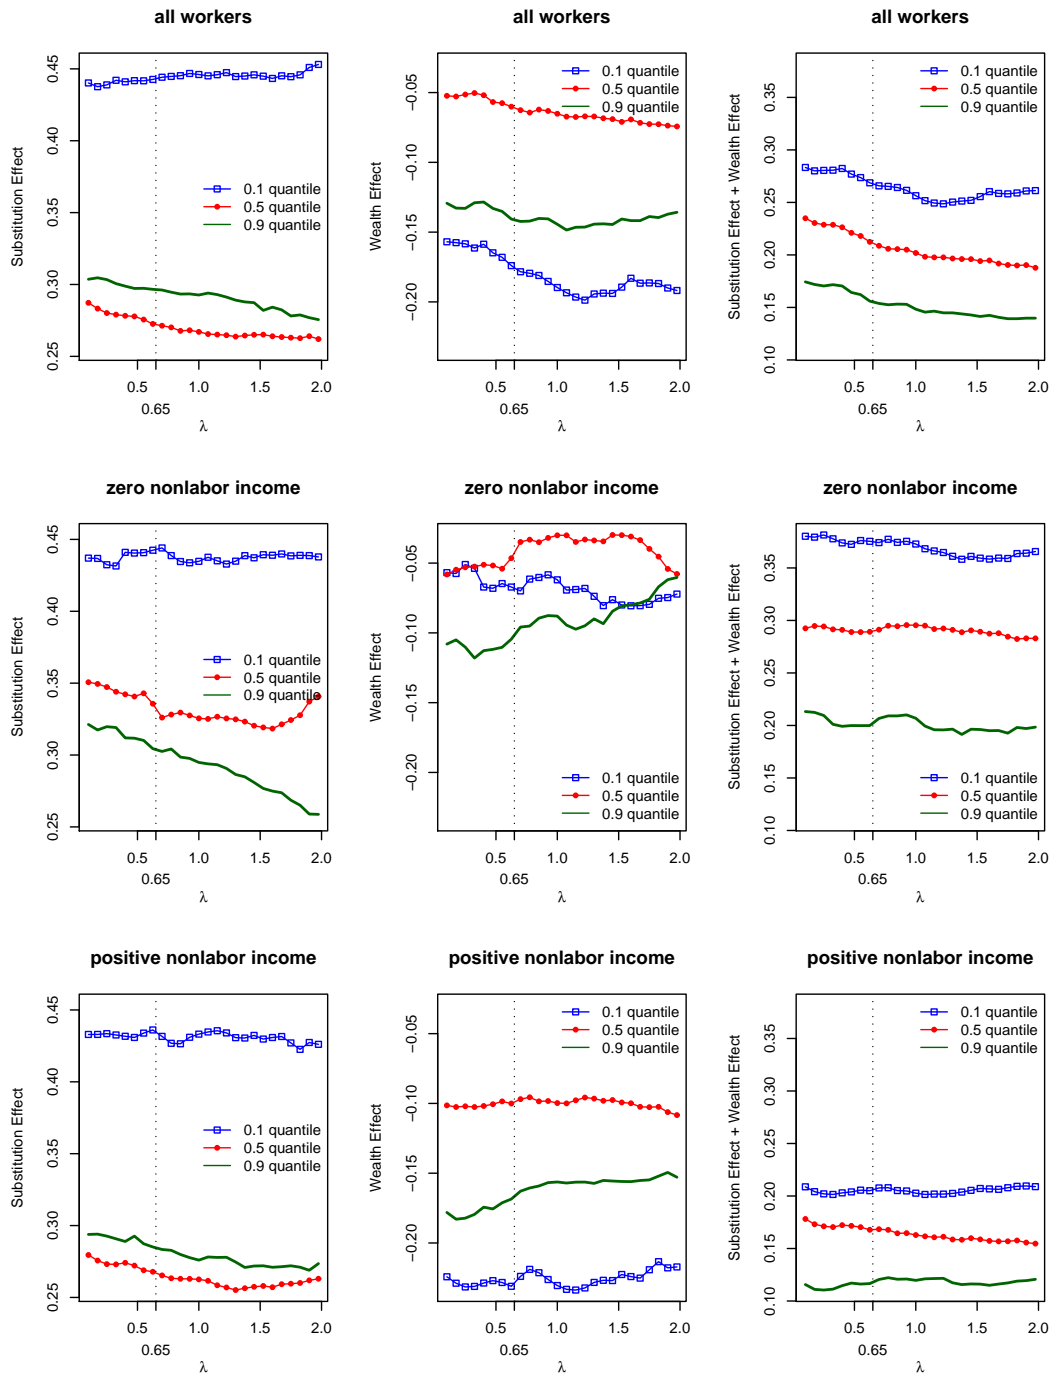 all workers
Substitution Effect
0.25
0.30
0.35
0.40
0.45
0.1 quantile
0.5 quantile
0.9 quantile
0.5 1.0 1.5 2.0
0.65
λ
all workers
Wealth Effect
−0.20
−0.15
−0.10
−0.05
0.1 quantile
0.5 quantile
0.9 quantile
0.5 1.0 1.5 2.0
0.65
λ
all workers
Substitution Effect + Wealth Effect
0.10
0.15
0.20
0.25
0.30
0.35
0.1 quantile
0.5 quantile
0.9 quantile
0.5 1.0 1.5 2.0
0.65
λ
zero nonlabor income
Substitution Effect
0.25
0.30
0.35
0.40
0.45
0.1 quantile
0.5 quantile
0.9 quantile
0.5 1.0 1.5 2.0
0.65
λ
zero nonlabor income
Wealth Effect
−0.20
−0.15
−0.10
−0.05
0.1 quantile
0.5 quantile
0.9 quantile
0.5 1.0 1.5 2.0
0.65
λ
zero nonlabor income
Substitution Effect + Wealth Effect
0.10
0.15
0.20
0.25
0.30
0.35
0.1 quantile
0.5 quantile
0.9 quantile
0.5 1.0 1.5 2.0
0.65
λ
positive nonlabor income
Substitution Effect
0.25
0.30
0.35
0.40
0.45
0.1 quantile
0.5 quantile
0.9 quantile
0.5 1.0 1.5 2.0
0.65
λ
positive nonlabor income
Wealth Effect
−0.20
−0.15
−0.10
−0.05
0.1 quantile
0.5 quantile
0.9 quantile
0.5 1.0 1.5 2.0
0.65
λ
positive nonlabor income
Substitution Effect + Wealth Effect
0.10
0.15
0.20
0.25
0.30
0.35
0.1 quantile
0.5 quantile
0.9 quantile
0.5 1.0 1.5 2.0
0.65
λ